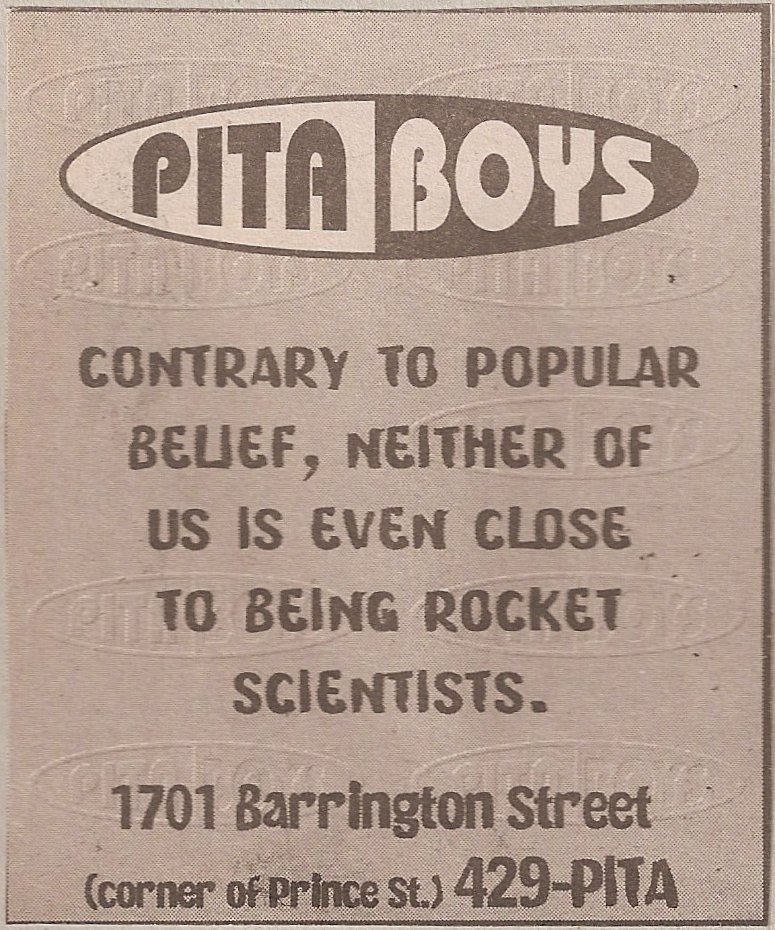 PITA BOYS
CONTRARY TO POPULAR
BELIEF, NEITHER OF
US IS EVEN CLOSE
TO BEING ROCKET
SCIENTISTS.
1701 Barrington Street
(corner of Prince St.) 429-PITA